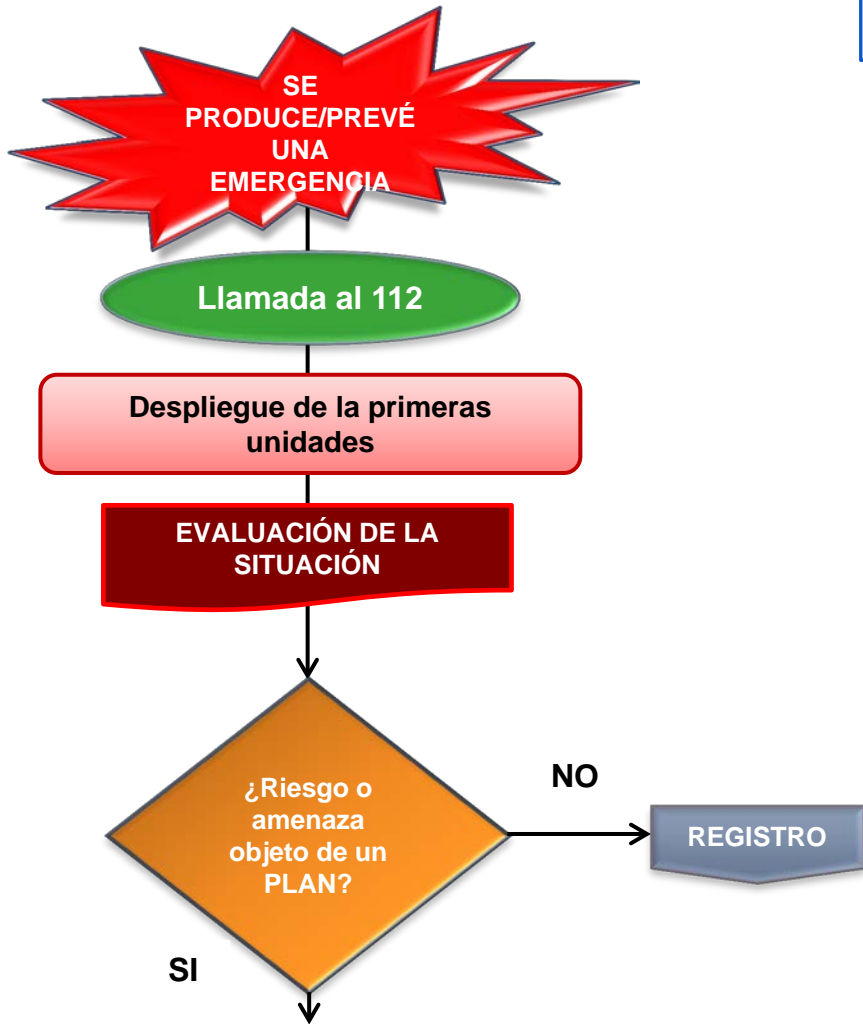 SE
PRODUCE/PREVÉ
UNA
EMERGENCIA
Llamada al 112
Despliegue de la primeras
unidades
EVALUACIÓN DE LA
SITUACIÓN
¿Riesgo o
amenaza
objeto de un
PLAN?
NO
REGISTRO
SI